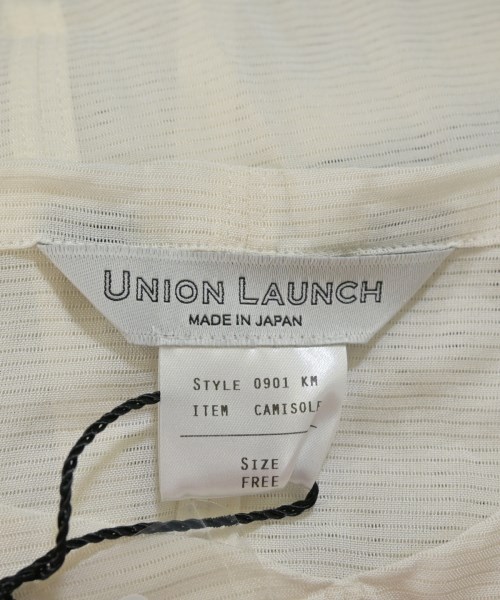 UNION LAUNCH
MADE IN JAPAN
STYLE 0901 KM
ITEM CAMISOLE
SIZE
FREE